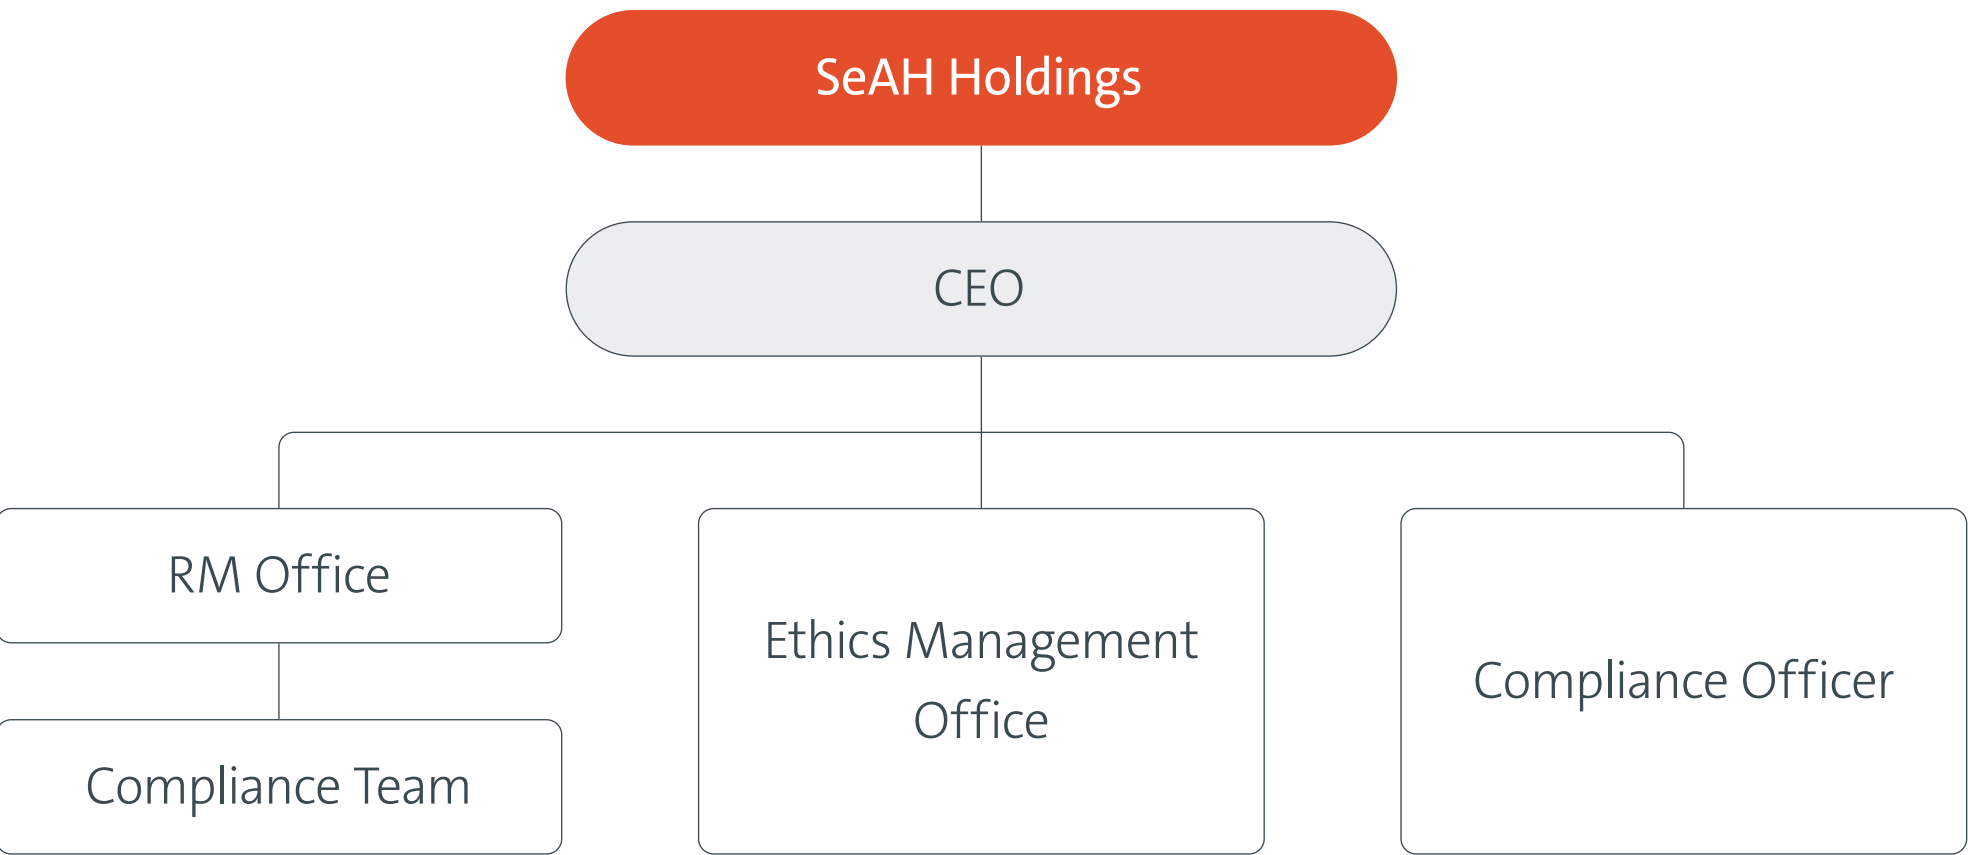 SeAH Holdings
CEO
RM Office
Compliance Team
Ethics Management
Office
Compliance Officer